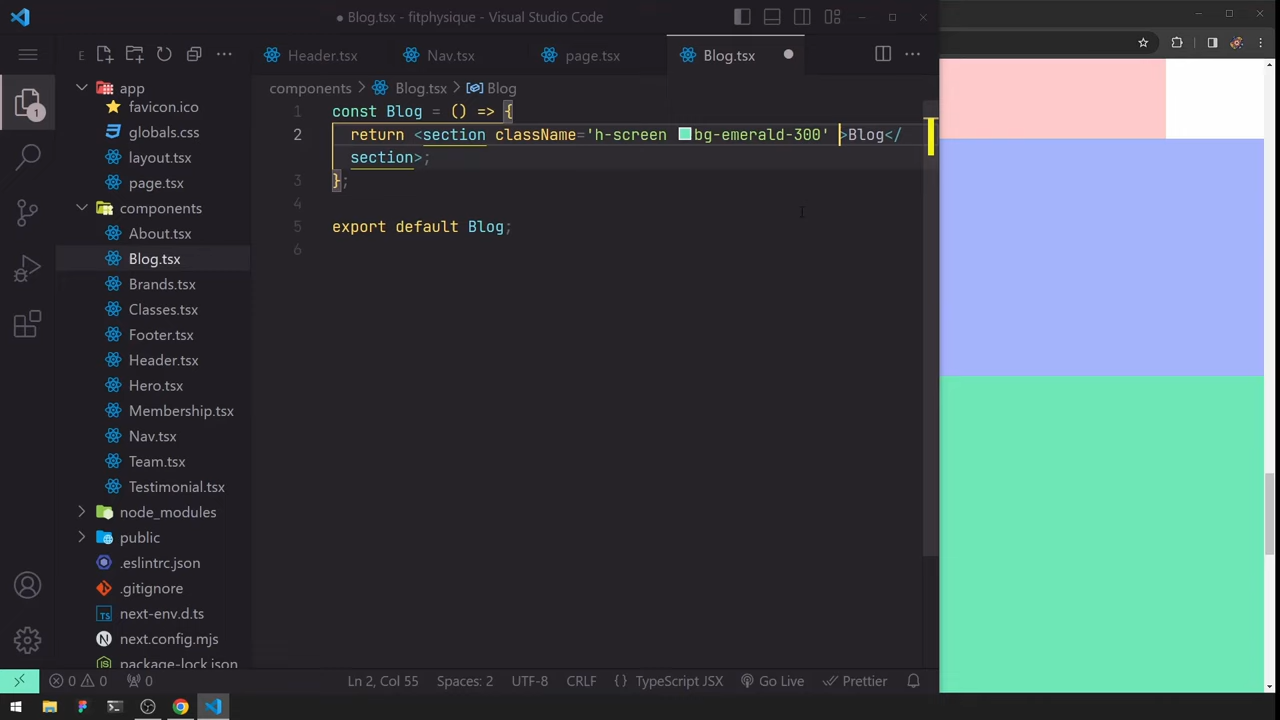 ● Blog.tsx - fitphysique - Visual Studio Code
E
Header.tsx
Nav.tsx
page.tsx
Blog.tsx
components > Blog.tsx > Blog
app
favicon.ico
globals.css
layout.tsx
page.tsx
components
About.tsx
Blog.tsx
Brands.tsx
Classes.tsx
Footer.tsx
Header.tsx
Hero.tsx
Membership.tsx
Nav.tsx
Team.tsx
Testimonial.tsx
node_modules
public
.eslintrc.json
.gitignore
TS next-env.d.ts
next.config.mjs
package-lock.json
1
1 const Blog = () => {
2 return <section className='h-screen bg-emerald-300' >Blog</
section>;
3 };
4
5 export default Blog;
6
0 0 0
Ln 2, Col 55
Spaces: 2
UTF-8
CRLF
{ } TypeScript JSX
Go Live
Prettier